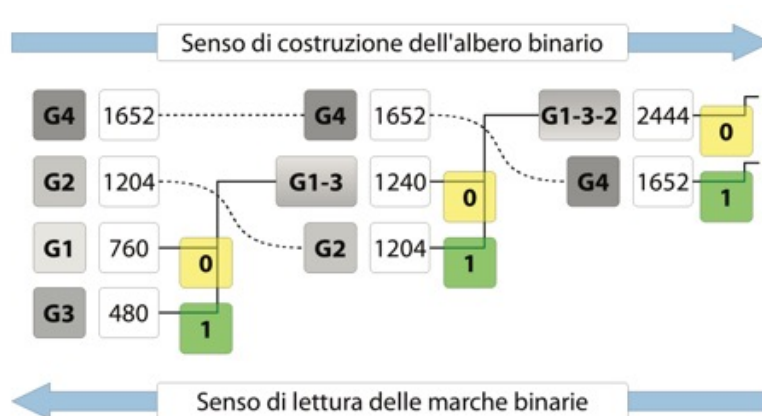 Senso di costruzione dell'albero binario
G4 1652 G4 1652 G1-3-2 2444 0
G2 1204 G1-3 1240 0 G4 1652 1
G1 760 0 G2 1204 1
G3 480 1
Senso di lettura delle marche binarie